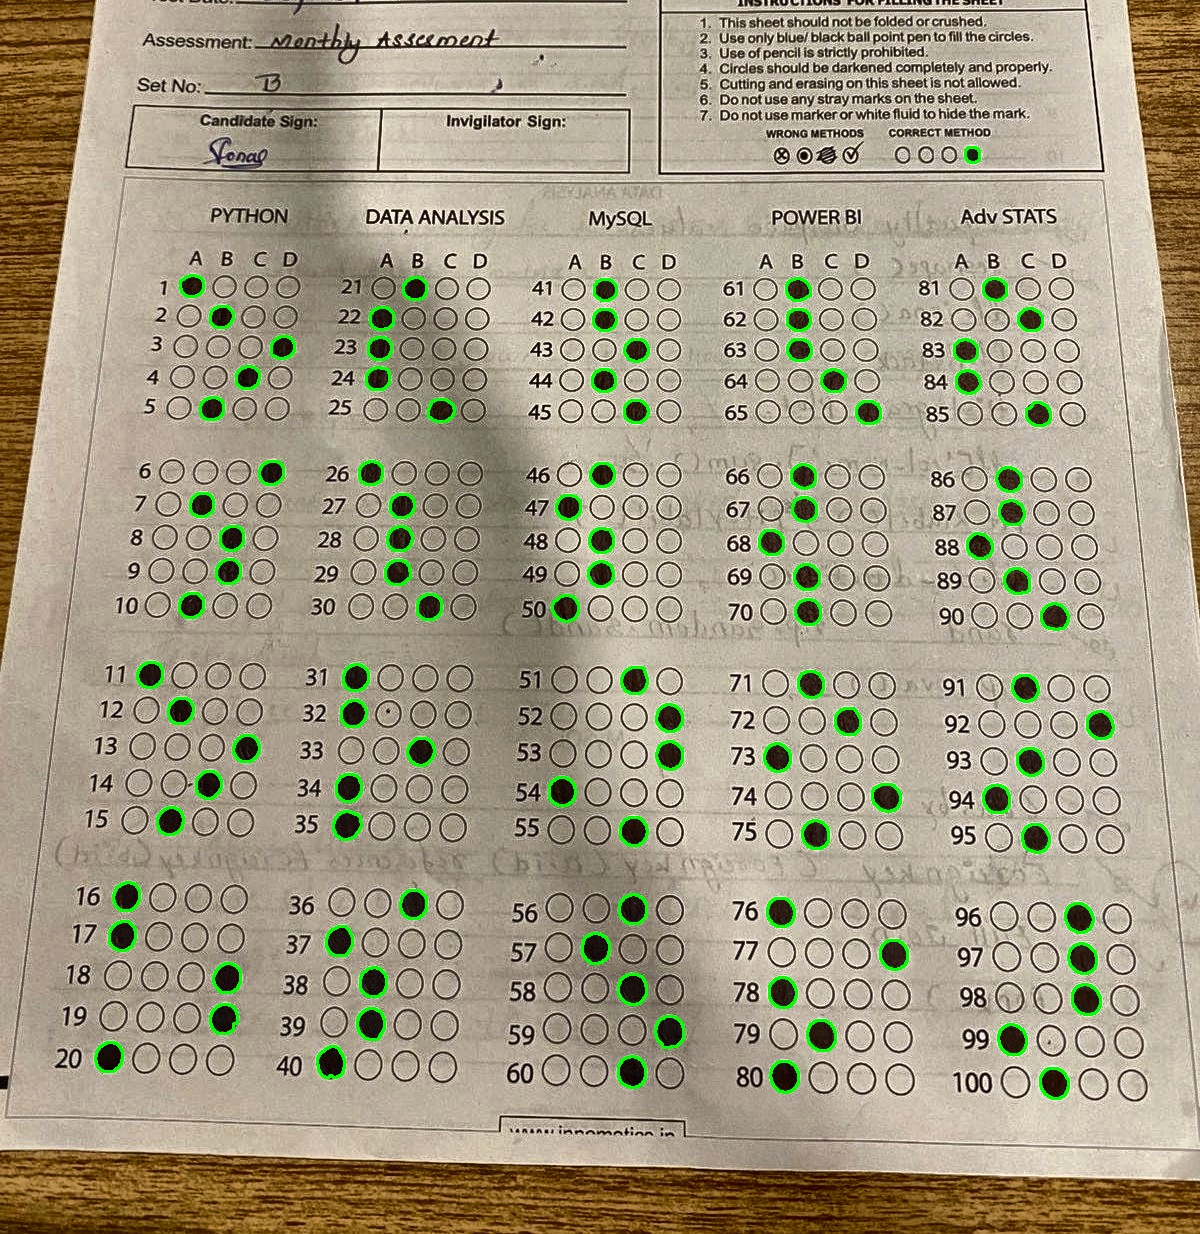 Assessment: Monthly Assesment
Set No: B
Candidate Sign:
Invigilator Sign:
INSTRUCTIONS FOR FILLING THE SHEET
1. This sheet should not be folded or crushed.
2. Use only blue/ black ball point pen to fill the circles.
3. Use of pencil is strictly prohibited.
4. Circles should be darkened completely and properly.
5. Cutting and erasing on this sheet is not allowed.
6. Do not use any stray marks on the sheet.
7. Do not use marker or white fluid to hide the mark.
WRONG METHODS CORRECT METHOD
PYTHON DATA ANALYSIS MySQL POWER BI Adv STATS
A B C D A B C D A B C D A B C D A B C D
1 21 41 61 81
2 22 42 62 82
3 23 43 63 83
4 24 44 64 84
5 25 45 65 85
6 26 46 66 86
7 27 47 67 87
8 28 48 68 88
9 29 49 69 89
10 30 50 70 90
11 31 51 71 91
12 32 52 72 92
13 33 53 73 93
14 34 54 74 94
15 35 55 75 95
16 36 56 76 96
17 37 57 77 97
18 38 58 78 98
19 39 59 79 99
20 40 60 80 100